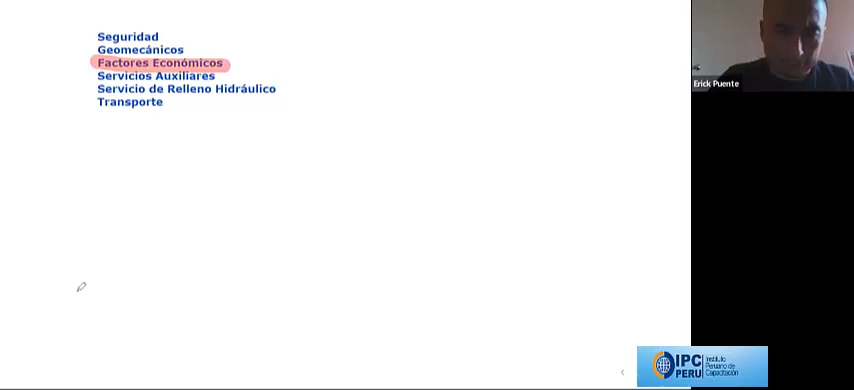 Seguridad
Geomecánicos
Factores Económicos
Servicios Auxiliares
Servicio de Relleno Hidráulico
Transporte
Erick Puente
IPC
PERU
Instituto
Peruano de
Capacitación